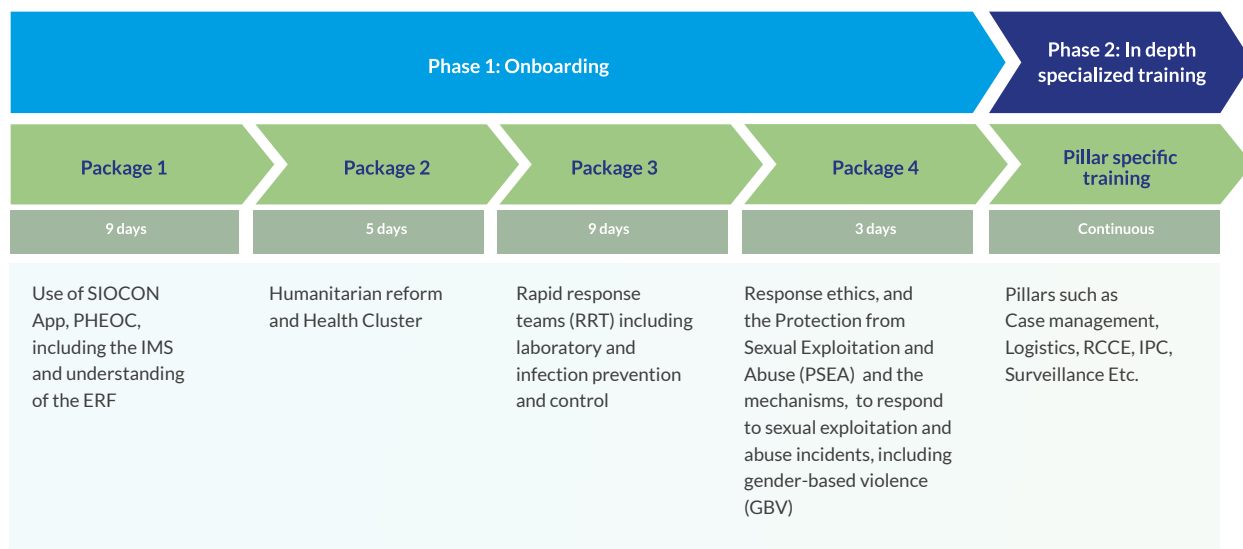 Phase 1: Onboarding
Phase 2: In depth
specialized training
Package 1
Package 2
Package 3
Package 4
Pillar specific
training
9 days
5 days
9 days
3 days
Continuous
Use of SIOCON
App, PHEOC,
including the IMS
and understanding
of the ERF
Humanitarian reform
and Health Cluster
Rapid response
teams (RRT) including
laboratory and
infection prevention
and control
Response ethics, and
the Protection from
Sexual Exploitation and
Abuse (PSEA) and the
mechanisms, to respond
to sexual exploitation and
abuse incidents, including
gender-based violence
(GBV)
Pillars such as
Case management,
Logistics, RCCE, IPC,
Surveillance Etc.